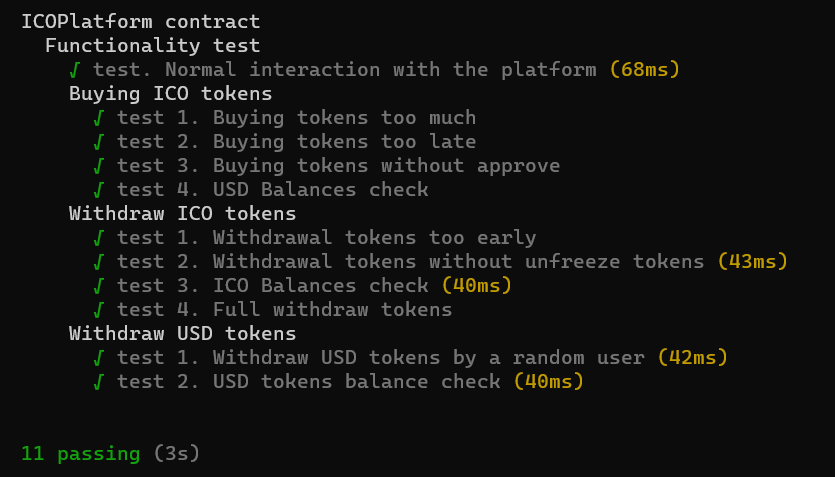 ICOPlatform contract
Functionality test
√ test. Normal interaction with the platform (68ms)
Buying ICO tokens
√ test 1. Buying tokens too much
√ test 2. Buying tokens too late
√ test 3. Buying tokens without approve
√ test 4. USD Balances check
Withdraw ICO tokens
√ test 1. Withdrawal tokens too early
√ test 2. Withdrawal tokens without unfreeze tokens (43ms)
√ test 3. ICO Balances check (40ms)
√ test 4. Full withdraw tokens
Withdraw USD tokens
√ test 1. Withdraw USD tokens by a random user (42ms)
√ test 2. USD tokens balance check (40ms)
11 passing (3s)